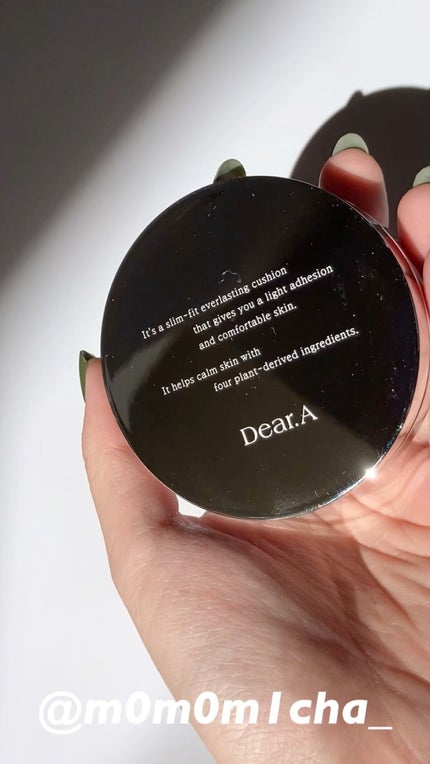 It's a slim-fit everlasting cushion
that gives you a light adhesion
and comfortable skin.
It helps calm skin with
four plant-derived ingredients.
Dear.A
@m0m0m1cha_